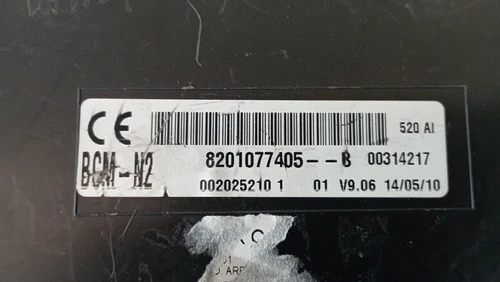 CE 520 AI
BCM-N2 8201077405--B 00314217
002025210 1 01 V9.06 14/05/10